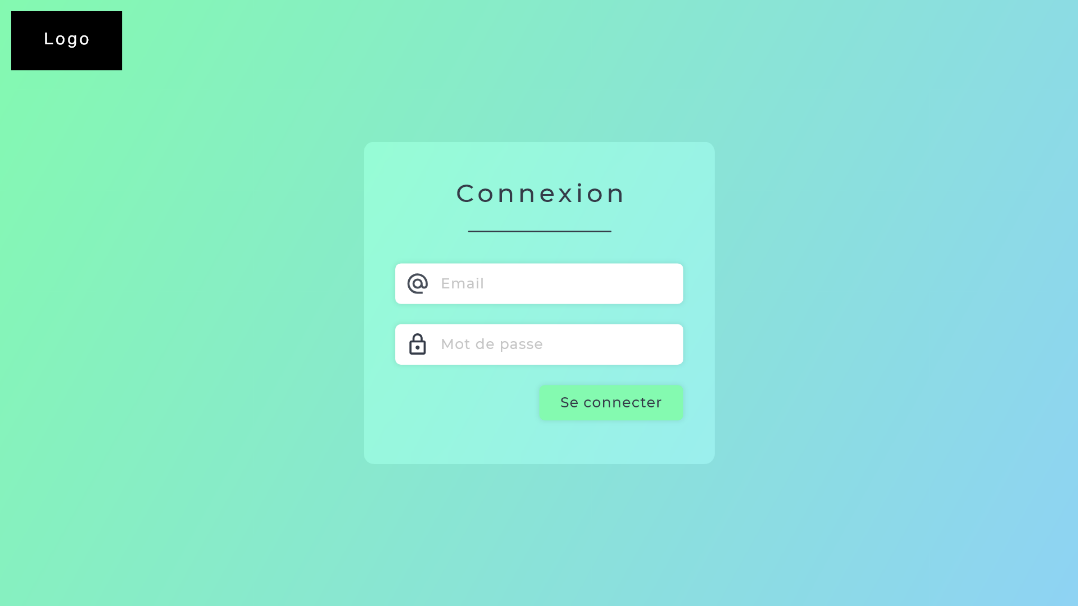 Logo
Connexion
Email
Mot de passe
Se connecter